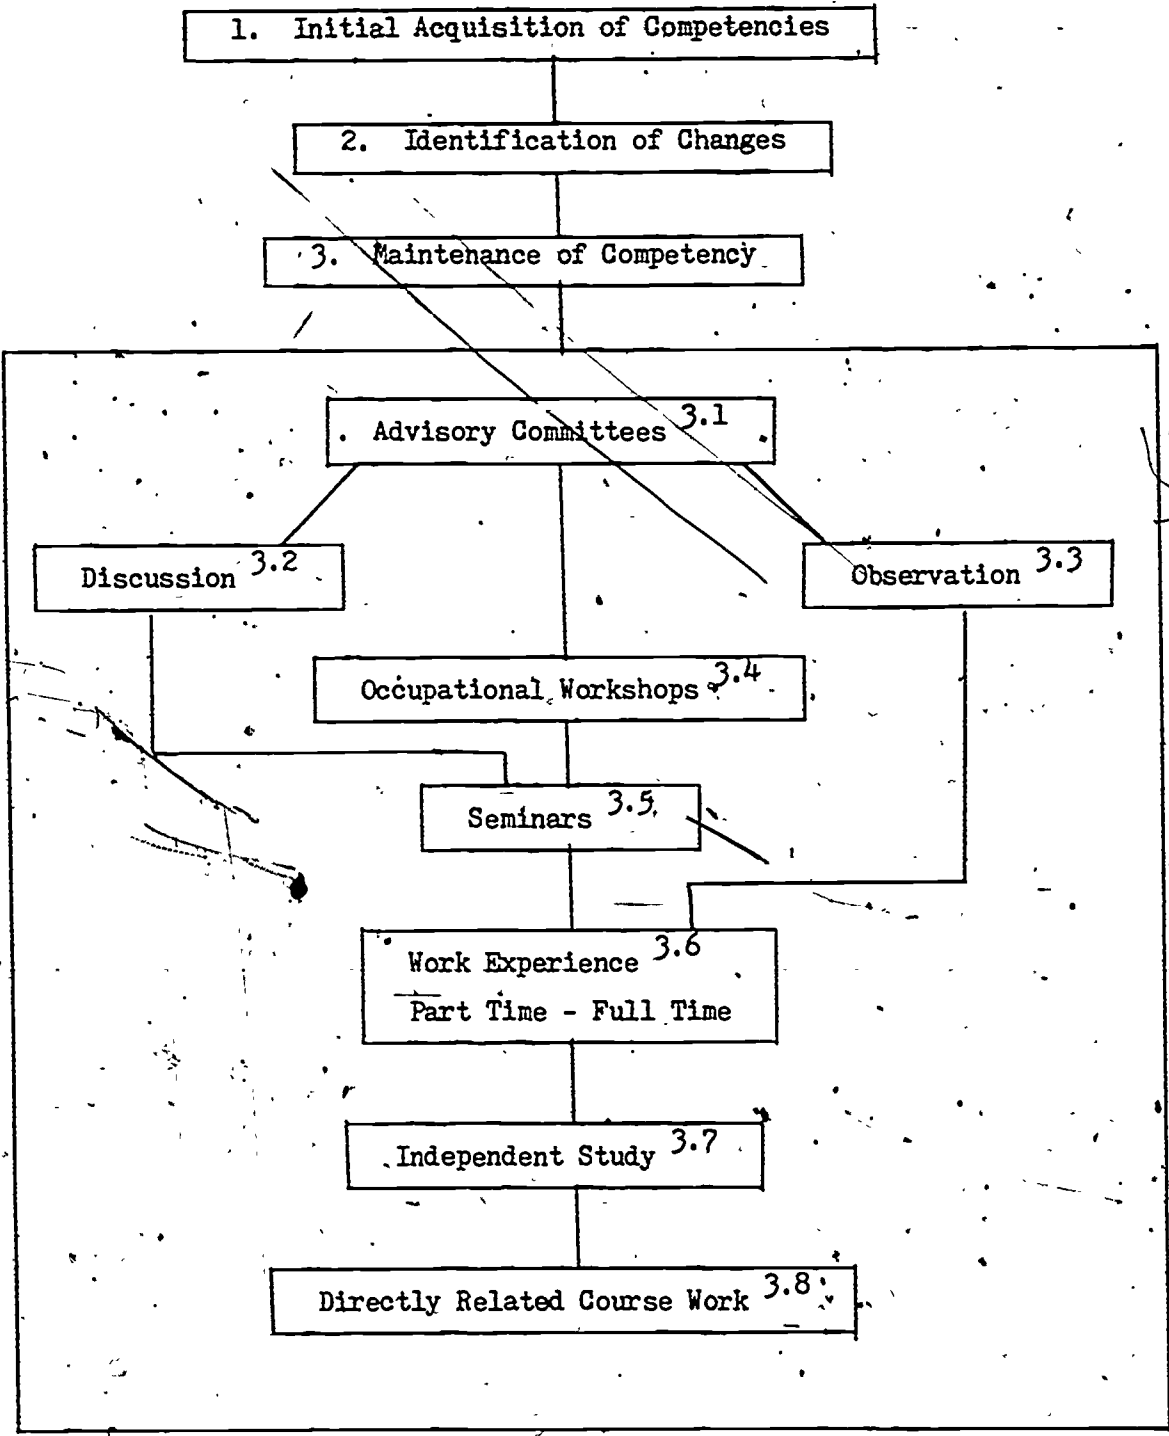 1. Initial Acquisition of Competencies
2. Identification of Changes
3. Maintenance of Competency
Advisory Committees 3.1
Discussion 3.2
Observation 3.3
Occupational Workshops 3.4
Seminars 3.5
Work Experience 3.6
Part Time - Full Time
Independent Study 3.7
Directly Related Course Work 3.8